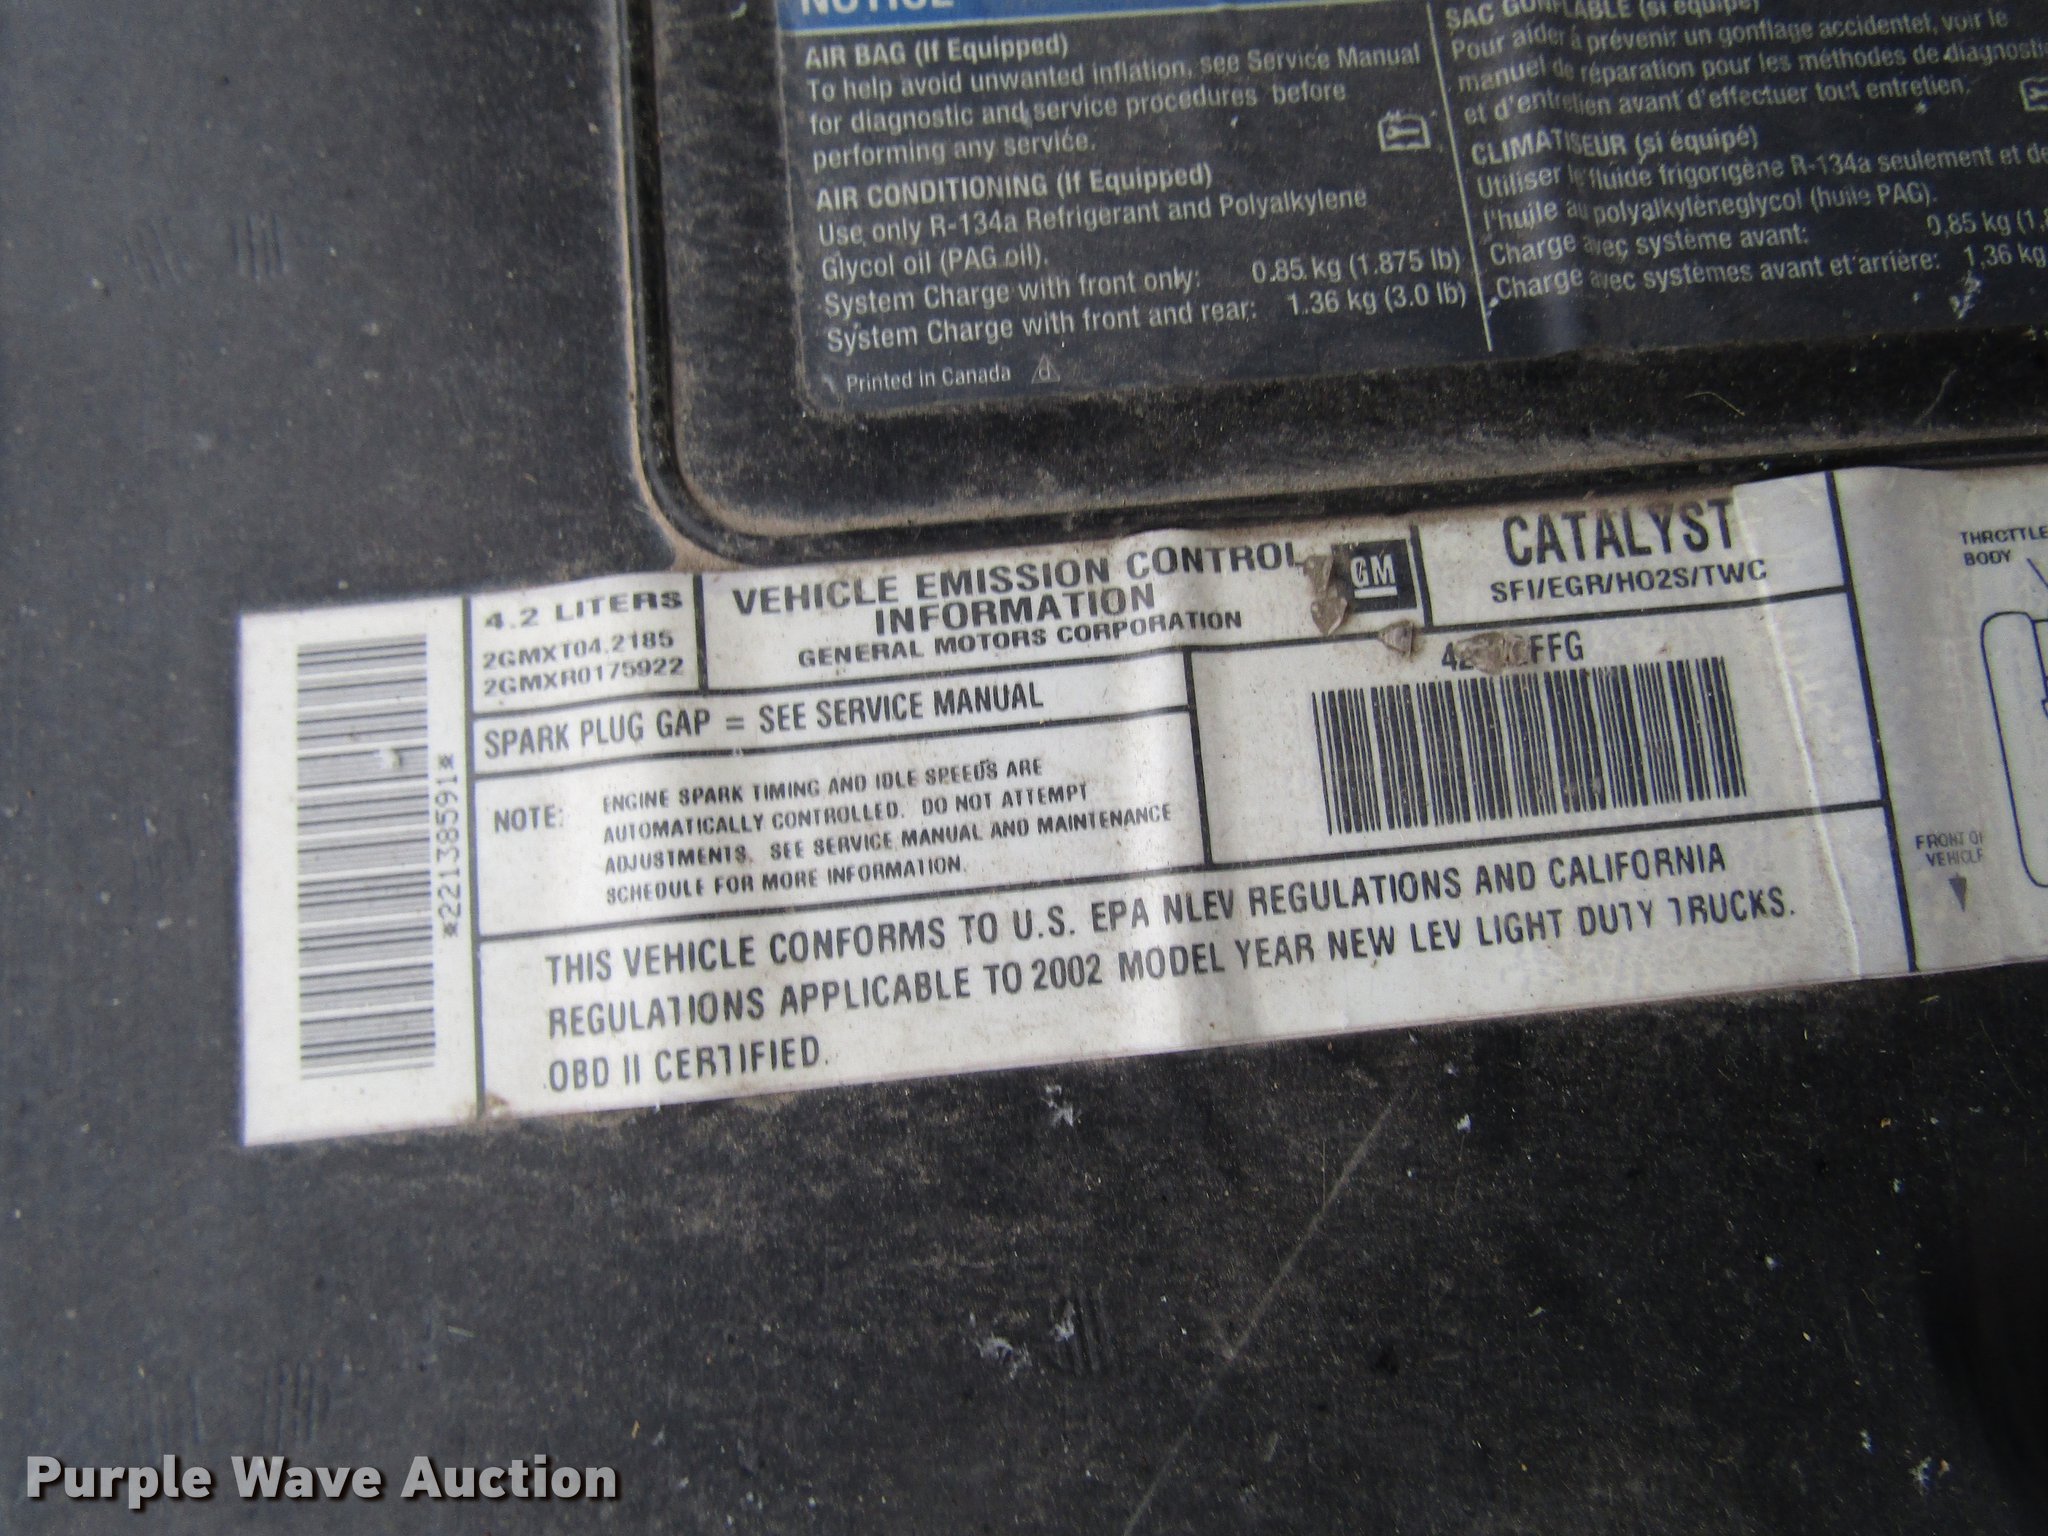 NOTICE
AIR BAG (If Equipped)
To help avoid unwanted inflation, see Service Manual
for diagnostic and service procedures before
performing any service.
AIR CONDITIONING (If Equipped)
Use only R-134a Refrigerant and Polyalkylene
Glycol oil (PAG oil).
System Charge with front only: 0.85 kg (1.875 lb)
System Charge with front and rear: 1.36 kg (3.0 lb)
Printed in Canada
SAC GONFLABLE (si équipé)
Pour aider à prévenir un gonflage accidentel, voir le
manuel de réparation pour les méthodes de
et d'entretien avant d'effectuer tout entretien.
CLIMATISEUR (si équipé)
Utiliser le fluide frigorigène R-134a seulement et de
l'huile au polyalkylèneglycol (huile PAG).
Charge avec système avant: 0,85 kg
Charge avec systèmes avant et arrière: 1,36 kg
*221385591*
4.2 LITERS
2GMXT04.2185
2GMXR0175922
VEHICLE EMISSION CONTROL
INFORMATION
GENERAL MOTORS CORPORATION
GM
CATALYST
SFI/EGR/HO2S/TWC
SPARK PLUG GAP = SEE SERVICE MANUAL
NOTE: ENGINE SPARK TIMING AND IDLE SPEEDS ARE
AUTOMATICALLY CONTROLLED. DO NOT ATTEMPT
ADJUSTMENTS. SEE SERVICE MANUAL AND MAINTENANCE
SCHEDULE FOR MORE INFORMATION.
THIS VEHICLE CONFORMS TO U.S. EPA NLEV REGULATIONS AND CALIFORNIA
REGULATIONS APPLICABLE TO 2002 MODEL YEAR NEW LEV LIGHT DUTY TRUCKS.
OBD II CERTIFIED.
THROTTLE
BODY
FRONT OF
VEHICLE
Purple Wave Auction